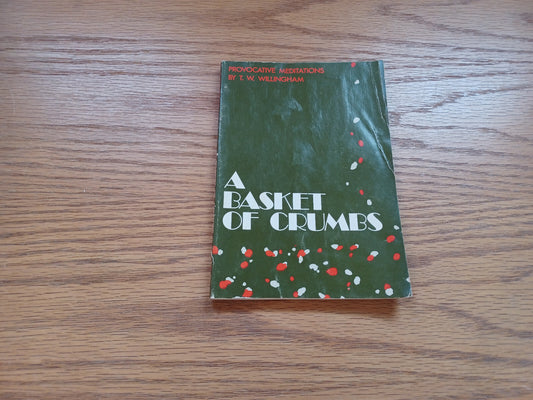 PROVOCATIVE MEDITATIONS
BY T. W. WILLINGHAM
A
BASKET
OF CRUMBS